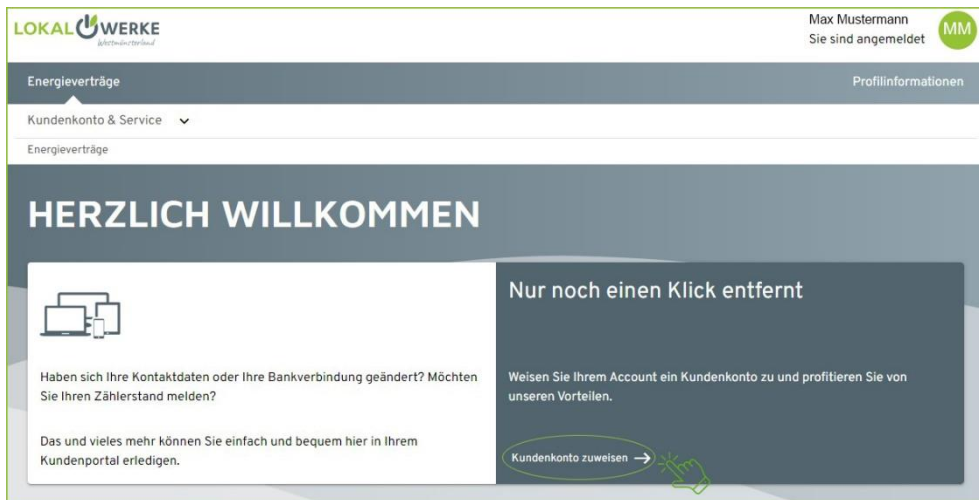 LOKAL WERKE
Westmünsterland
Max Mustermann
Sie sind angemeldet
MM
Energieverträge
Profilinformationen
Kundenkonto & Service
Energieverträge
HERZLICH WILLKOMMEN
Haben sich Ihre Kontaktdaten oder Ihre Bankverbindung geändert? Möchten
Sie Ihren Zählerstand melden?
Das und vieles mehr können Sie einfach und bequem hier in Ihrem
Kundenportal erledigen.
Nur noch einen Klick entfernt
Weisen Sie Ihrem Account ein Kundenkonto zu und profitieren Sie von
unseren Vorteilen.
Kundenkonto zuweisen →